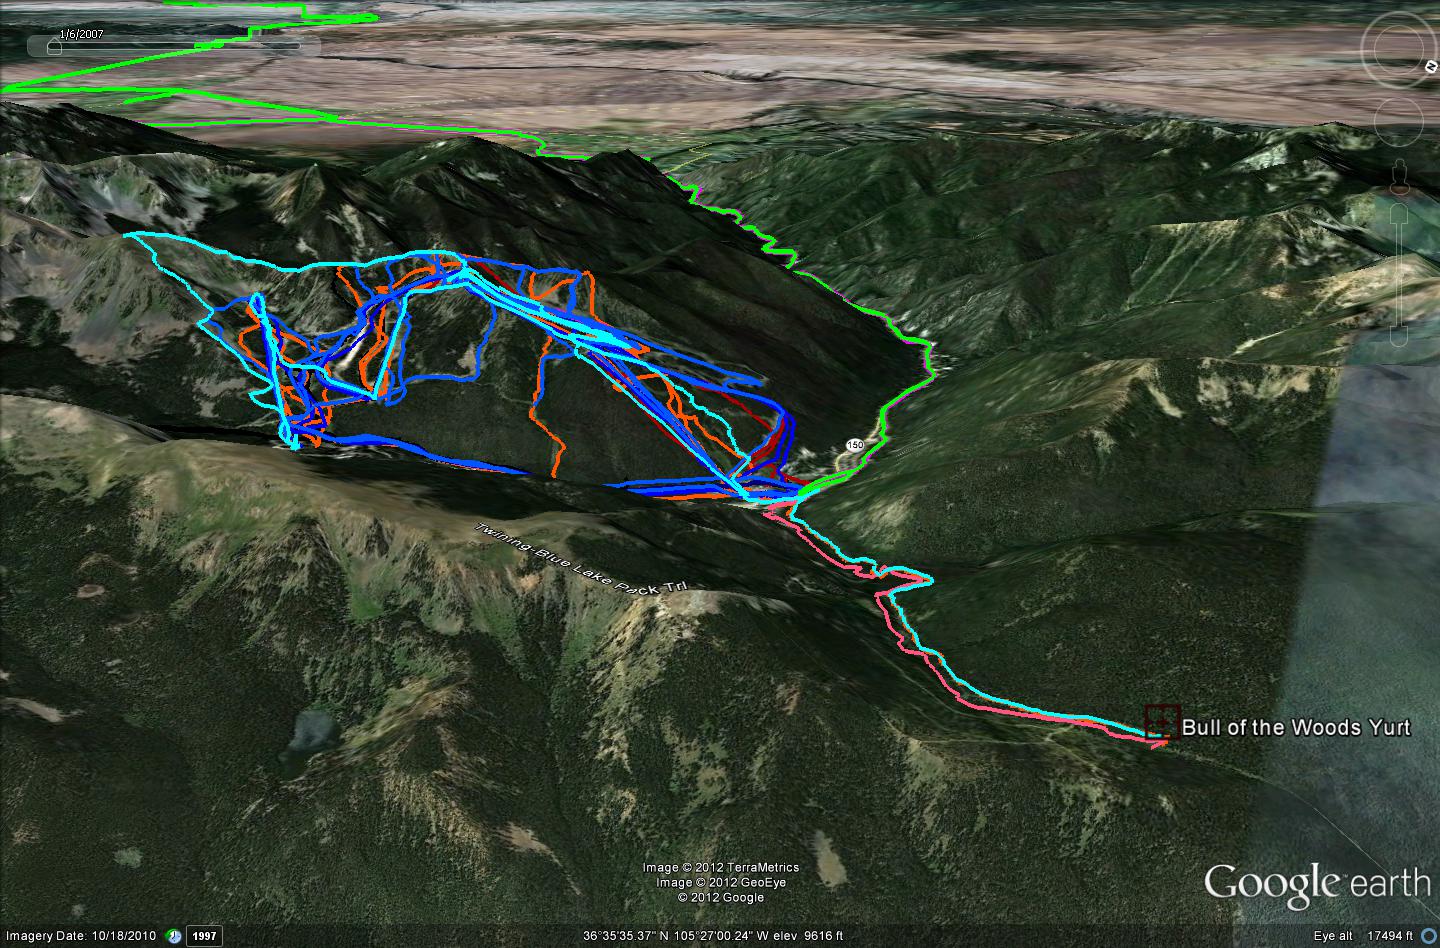 1/6/2007
N
150
Twining-Blue Lake Pack Trl
Bull of the Woods Yurt
Image © 2012 TerraMetrics
Image © 2012 GeoEye
© 2012 Google
Google earth
Imagery Date: 10/18/2010
1997
36°35'35.37" N 105°27'00.24" W elev 9616 ft
Eye alt 17494 ft